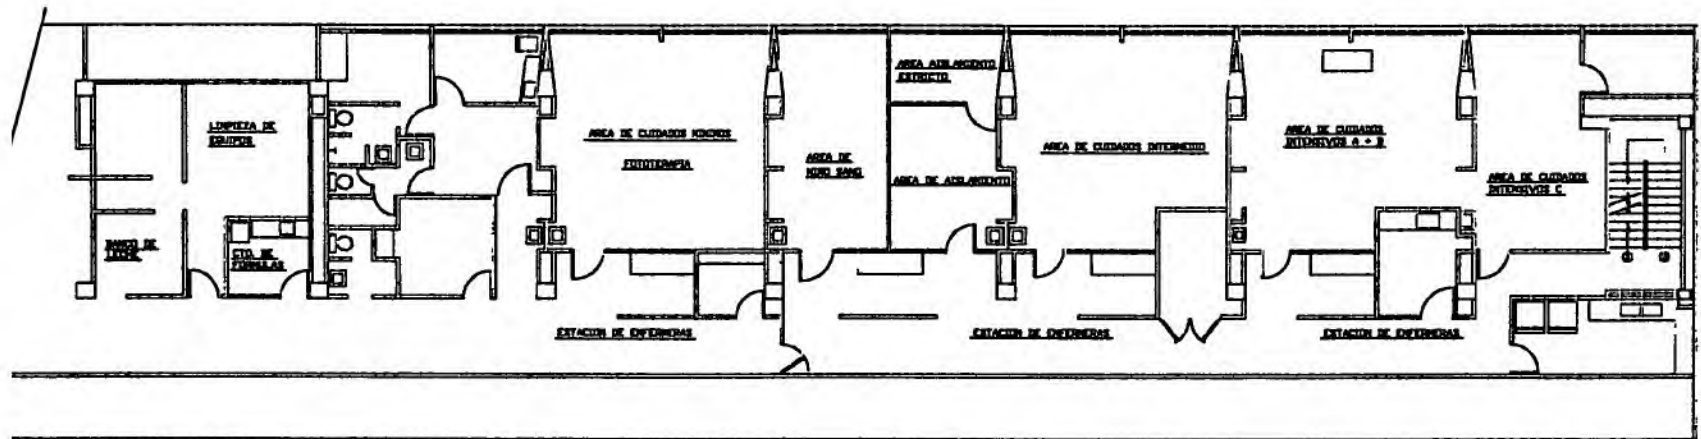 LIMPIEZA DE
EQUIPOS
BANCO DE
LECHE
CTO. DE
FORMULAS
AREA DE CUIDADOS MINIMOS
FOTOTERAPIA
AREA DE
NIÑO SANO
AREA AISLAMIENTO
ESTRICTO
AREA DE AISLAMIENTO
AREA DE CUIDADOS INTERMEDIO
AREA DE CUIDADOS
INTENSIVOS A + B
AREA DE CUIDADOS
INTENSIVOS C
ESTACION DE ENFERMERAS
ESTACION DE ENFERMERAS
ESTACION DE ENFERMERAS